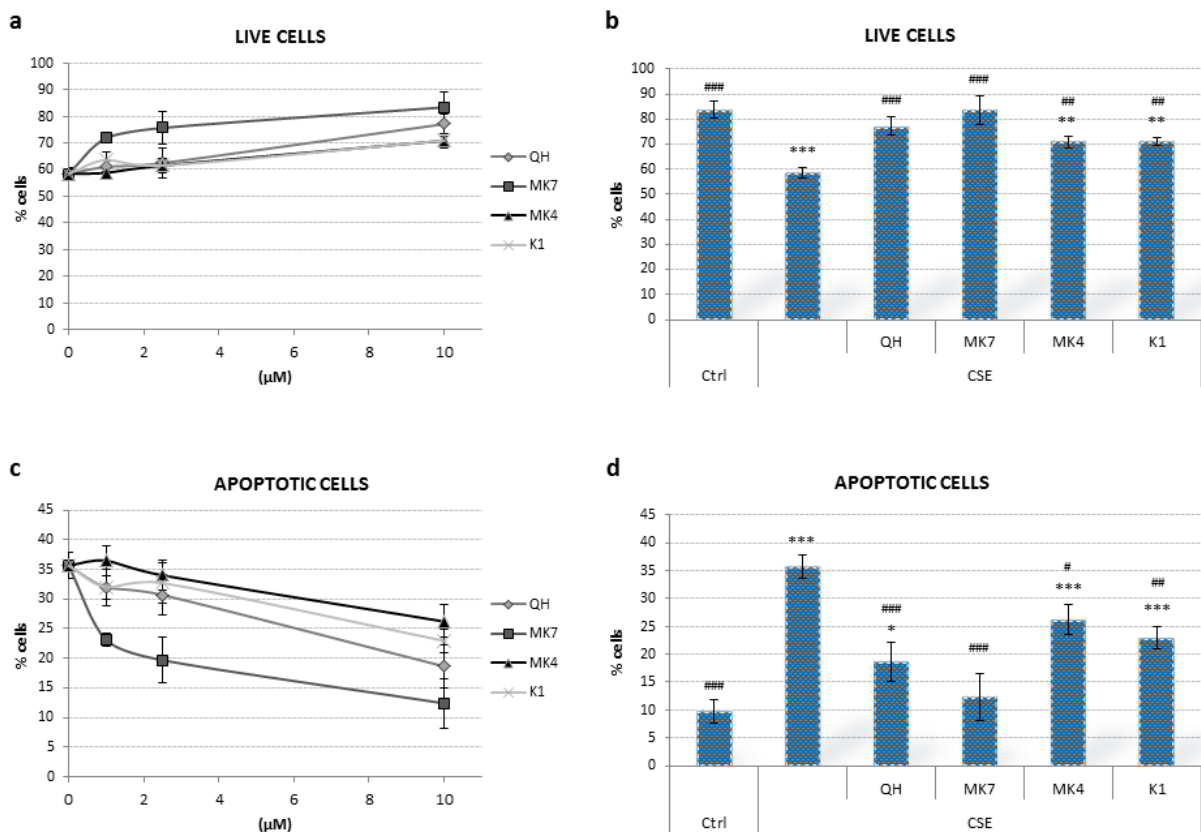 a
LIVE CELLS
100
90
80
70
60
50
40
30
20
10
0
% cells
0 2 4 6 8 10
(µM)
QH
MK7
MK4
K1
b
LIVE CELLS
100
90
80
70
60
50
40
30
20
10
0
% cells
###
***
###
###
##
**
##
**
QH MK7 MK4 K1
Ctrl CSE
c
APOPTOTIC CELLS
45
40
35
30
25
20
15
10
5
0
% cells
0 2 4 6 8 10
(µM)
QH
MK7
MK4
K1
d
APOPTOTIC CELLS
45
40
35
30
25
20
15
10
5
0
% cells
###
***
###
*
###
#
***
##
***
QH MK7 MK4 K1
Ctrl CSE